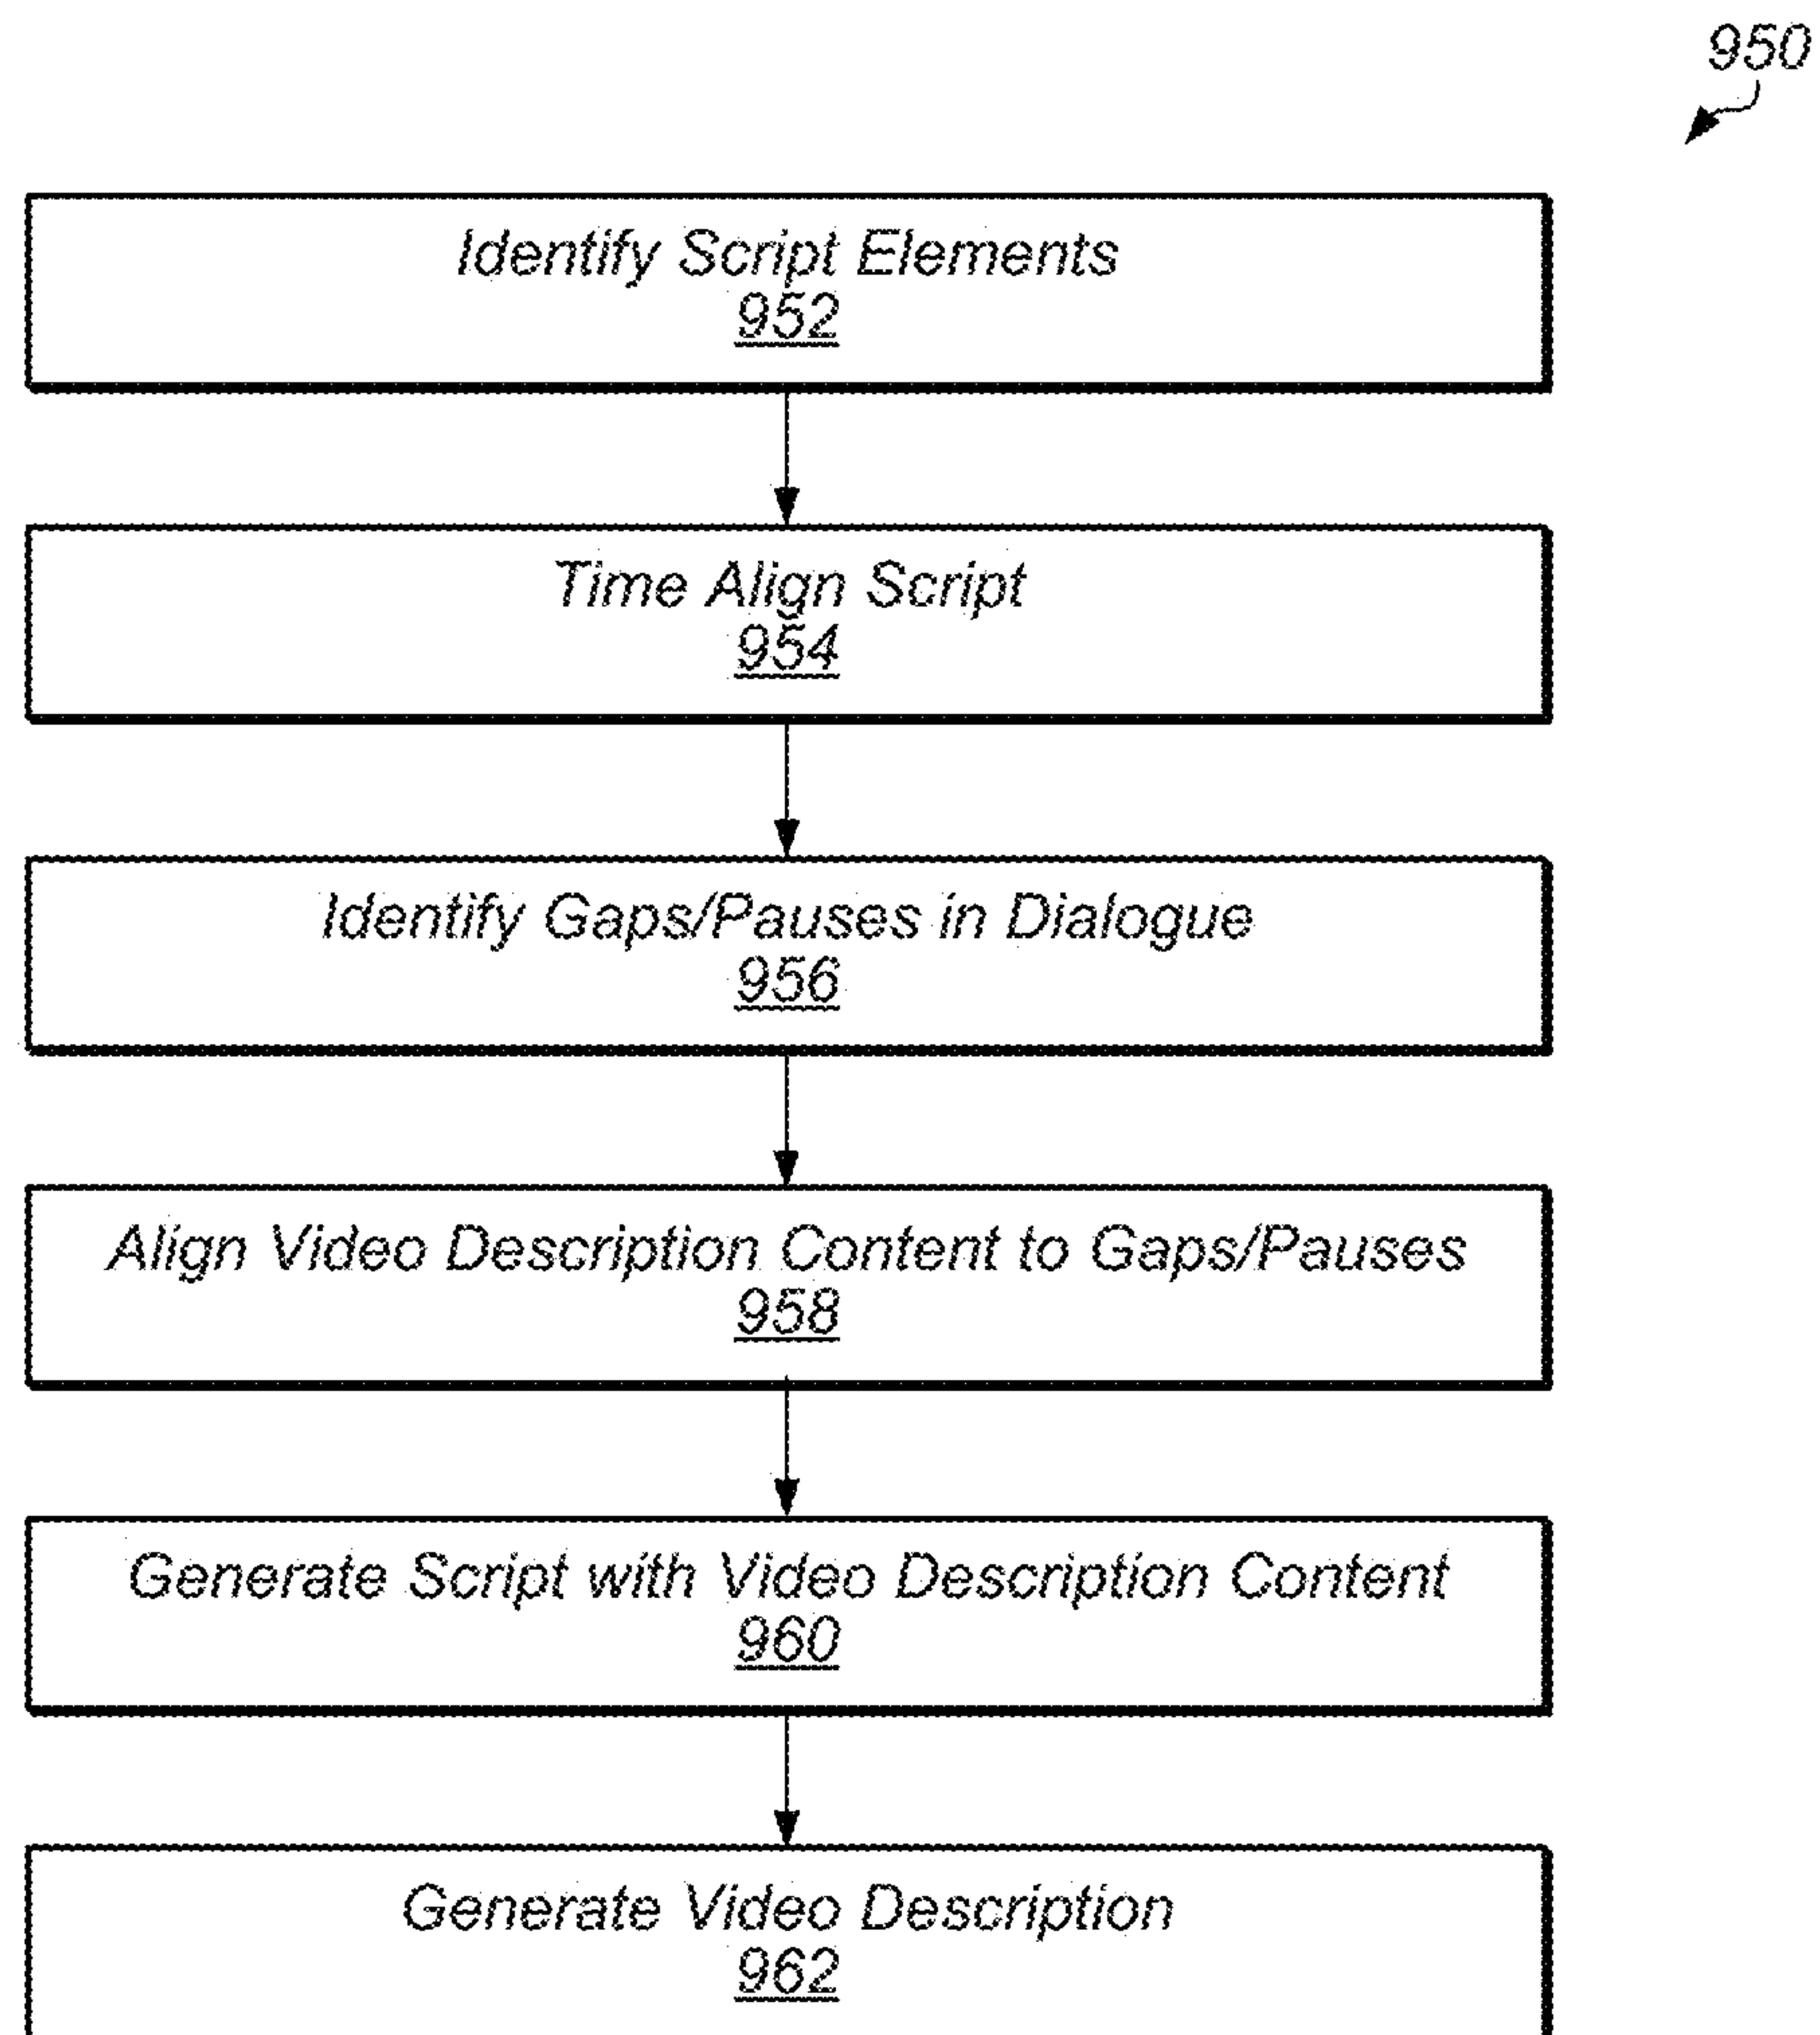 950
Identify Script Elements
952
Time Align Script
954
Identify Gaps/Pauses in Dialogue
956
Align Video Description Content to Gaps/Pauses
958
Generate Script with Video Description Content
960
Generate Video Description
962